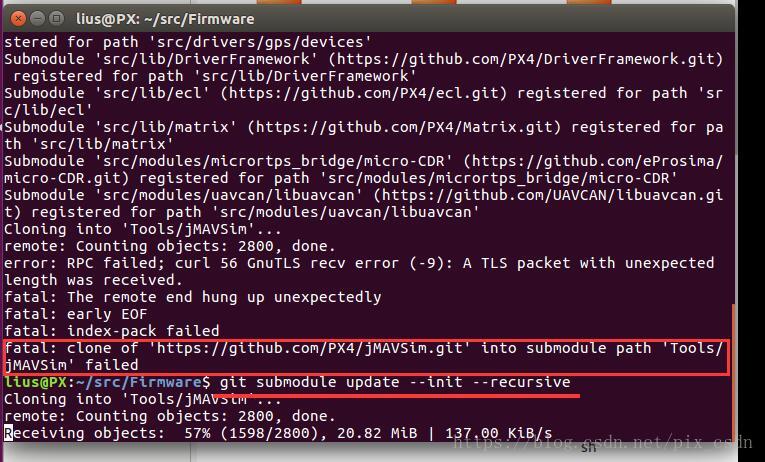 lius@PX: ~/src/Firmware
stered for path 'src/drivers/gps/devices'
Submodule 'src/lib/DriverFramework' (https://github.com/PX4/DriverFramework.git)
 registered for path 'src/lib/DriverFramework'
Submodule 'src/lib/ecl' (https://github.com/PX4/ecl.git) registered for path 'sr
c/lib/ecl'
Submodule 'src/lib/matrix' (https://github.com/PX4/Matrix.git) registered for pa
th 'src/lib/matrix'
Submodule 'src/modules/micrortps_bridge/micro-CDR' (https://github.com/eProsima/
micro-CDR.git) registered for path 'src/modules/micrortps_bridge/micro-CDR'
Submodule 'src/modules/uavcan/libuavcan' (https://github.com/UAVCAN/libuavcan.gi
t) registered for path 'src/modules/uavcan/libuavcan'
Cloning into 'Tools/jMAVSim'...
remote: Counting objects: 2800, done.
error: RPC failed; curl 56 GnuTLS recv error (-9): A TLS packet with unexpected
length was received.
fatal: The remote end hung up unexpectedly
fatal: early EOF
fatal: index-pack failed
fatal: clone of 'https://github.com/PX4/jMAVSim.git' into submodule path 'Tools/
jMAVSim' failed
lius@PX:~/src/Firmware$ git submodule update --init --recursive
Cloning into 'Tools/jMAVSim'...
remote: Counting objects: 2800, done.
Receiving objects:  57% (1598/2800), 20.82 MiB | 137.00 KiB/s
https://blog.csdn.net/pix_csdn
sh